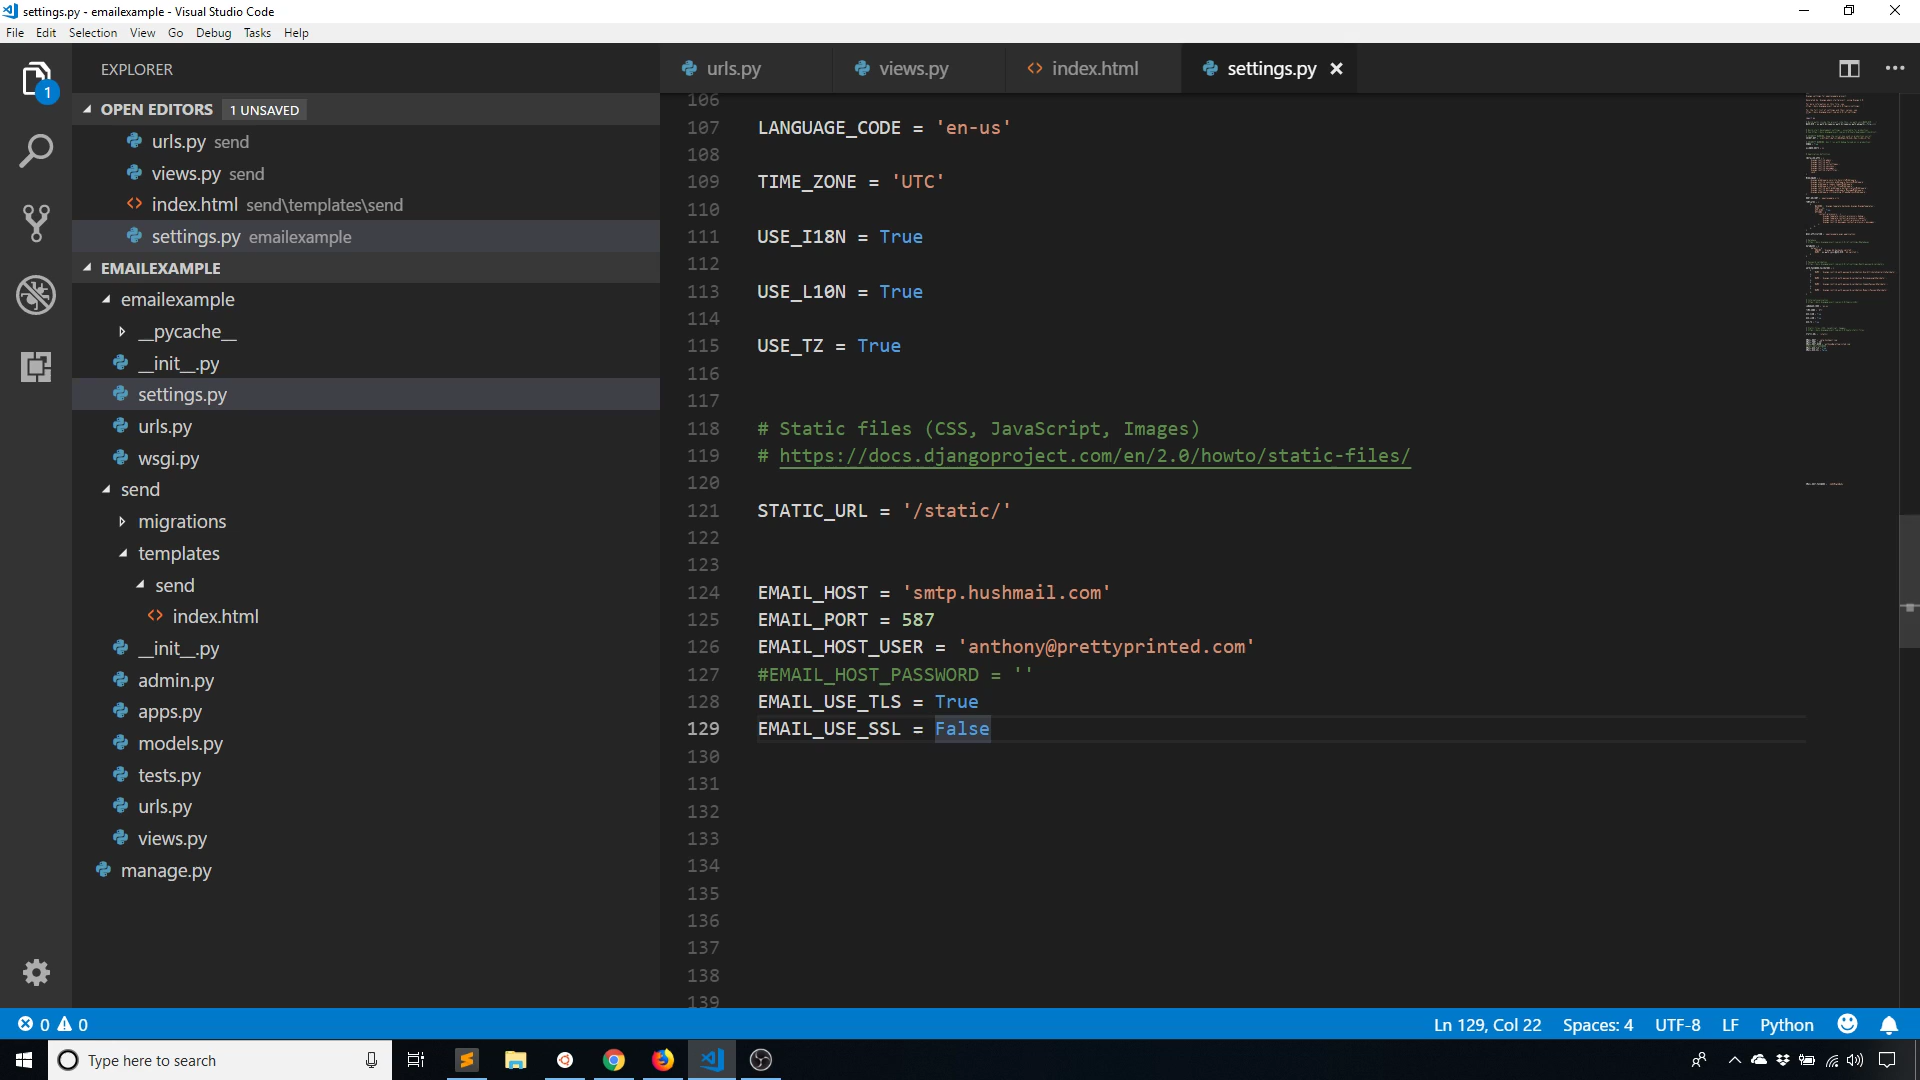 settings.py - emailexample - Visual Studio Code
File Edit Selection View Go Debug Tasks Help
EXPLORER
1
OPEN EDITORS 1 UNSAVED
urls.py send
views.py send
index.html send\templates\send
settings.py emailexample
EMAILEXAMPLE
emailexample
__pycache__
__init__.py
settings.py
urls.py
wsgi.py
send
migrations
templates
send
index.html
__init__.py
admin.py
apps.py
models.py
tests.py
urls.py
views.py
manage.py
urls.py views.py index.html settings.py
106
107 LANGUAGE_CODE = 'en-us'
108
109 TIME_ZONE = 'UTC'
110
111 USE_I18N = True
112
113 USE_L10N = True
114
115 USE_TZ = True
116
117
118 # Static files (CSS, JavaScript, Images)
119 # https://docs.djangoproject.com/en/2.0/howto/static-files/
120
121 STATIC_URL = '/static/'
122
123
124 EMAIL_HOST = 'smtp.hushmail.com'
125 EMAIL_PORT = 587
126 EMAIL_HOST_USER = 'anthony@prettyprinted.com'
127 #EMAIL_HOST_PASSWORD = ''
128 EMAIL_USE_TLS = True
129 EMAIL_USE_SSL = False
130
131
132
133
134
135
136
137
138
139
0 0 Ln 129, Col 22 Spaces: 4 UTF-8 LF Python
Type here to search